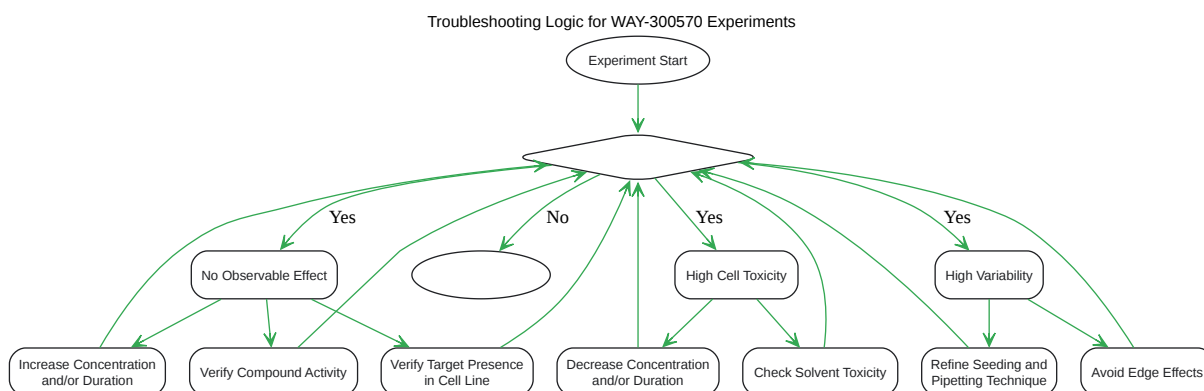 Troubleshooting Logic for WAY-300570 Experiments
Experiment Start
Yes
No
Yes
Yes
No Observable Effect
High Cell Toxicity
High Variability
Increase Concentration
and/or Duration
Verify Compound Activity
Verify Target Presence
in Cell Line
Decrease Concentration
and/or Duration
Check Solvent Toxicity
Refine Seeding and
Pipetting Technique
Avoid Edge Effects